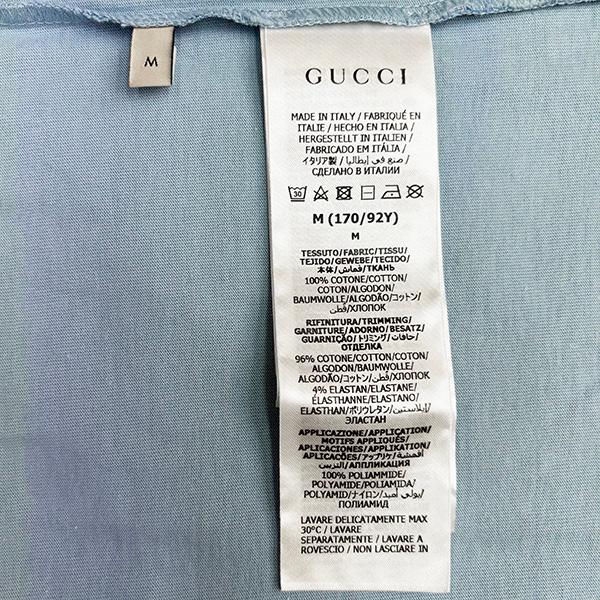 M
GUCCI
MADE IN ITALY / FABRIQUÉ EN
ITALIE / HECHO EN ITALIA /
HERGESTELLT IN ITALIEN /
FABRICADO EM ITÁLIA /
イタリア製 / صنع في إيطاليا /
СДЕЛАНО В ИТАЛИИ
30
M (170/92Y)
M
TESSUTO/FABRIC/TISSU/
TEJIDO/GEWEBE/TECIDO/
本体/قماش/ТКАНЬ
100% COTONE/COTTON/
COTON/ALGODON/
BAUMWOLLE/ALGODÃO/コットン/
قطن/ХЛОПОК
RIFINITURA/TRIMMING/
GARNITURE/ADORNO/BESATZ/
GUARNIÇÃO/トリミング/حافات/
ОТДЕЛКА
96% COTONE/COTTON/COTON/
ALGODON/BAUMWOLLE/
ALGODÃO/コットン/قطن/ХЛОПОК
4% ELASTAN/ELASTANE/
ÉLASTHANNE/ELASTANO/
ELASTHAN/ポリウレタン/إيلاستين/
ЭЛАСТАН
APPLICAZIONE/APPLICATION/
MOTIFS APPLIQUÉS/
APLICACIONES/APPLIKATION/
APLICAÇÕES/アップリケ/أقمشة
التزيين/АППЛИКАЦИЯ
100% POLIAMMIDE/
POLYAMIDE/POLIAMIDA/
POLYAMID/ナイロン/بولي أميد/
ПОЛИАМИД
LAVARE DELICATAMENTE MAX
30°C / LAVARE
SEPARATAMENTE / LAVARE A
ROVESCIO / NON LASCIARE IN